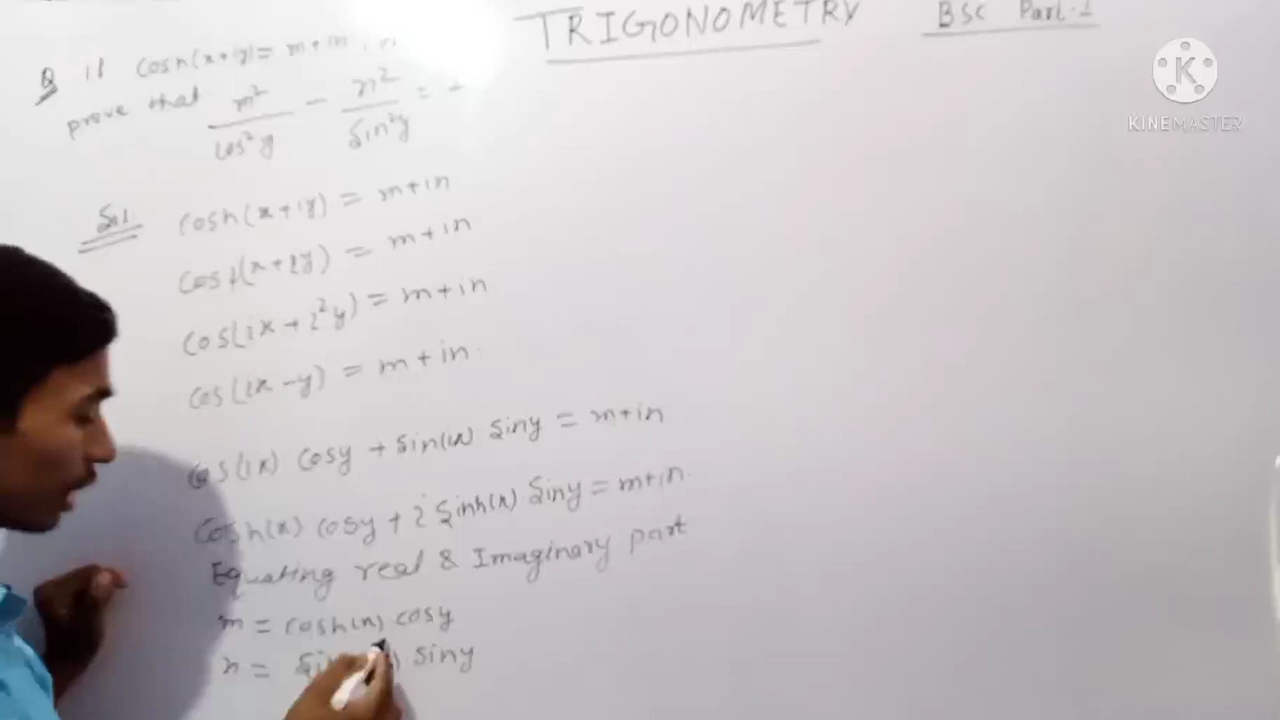 TRIGONOMETRY BSC Part-1
Q if cosh(x+iy) = m+in
prove that m²/cos²y - n²/sin²y =
KINEMASTER
Sol cosh(x+iy) = m+in
cos i(x+iy) = m+in
cos(ix+i²y) = m+in
cos(ix-y) = m+in
cos(ix) cosy + sin(ix) siny = m+in
cosh(x) cosy + i sinh(x) siny = m+in
Equating real & Imaginary part
m = cosh(x) cosy
n = siny